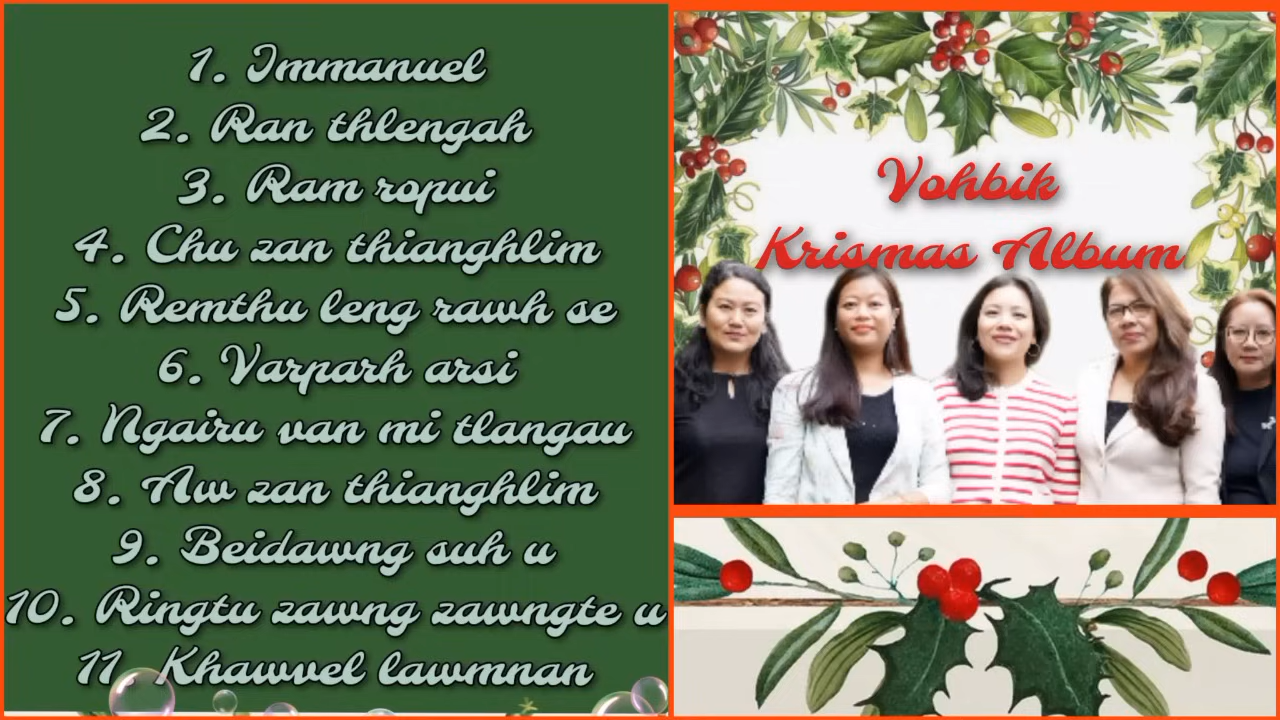 1. Immanuel
2. Ran thlengah
3. Ram ropui
4. Chu zan thianghlim
5. Remthu leng rawh se
6. Varparh arsi
7. Ngairu van mi tlangau
8. Aw zan thianghlim
9. Beidawng suh u
10. Ringtu zawng zawngte u
11. Khawvel lawmnan
Vohbik
Krismas Album